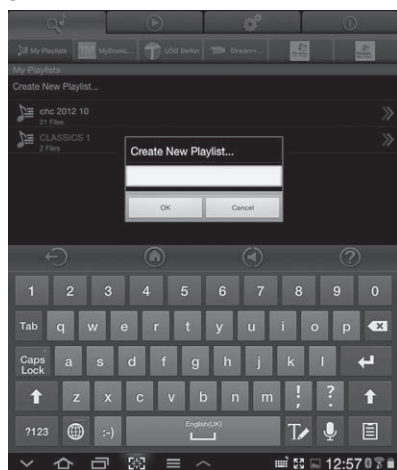 My Playlists
MyBookL...
USB Belkin
Stream+...
My Playlists
Create New Playlist...
chc 2012 10
21 Files
CLASSICS 1
2 Files
Create New Playlist...
OK Cancel
1 2 3 4 5 6 7 8 9 0
Tab q w e r t y u i o p
Caps Lock a s d f g h j k l
z x c v b n m ! , ? .
?123 :-) English(UK) T
12:57